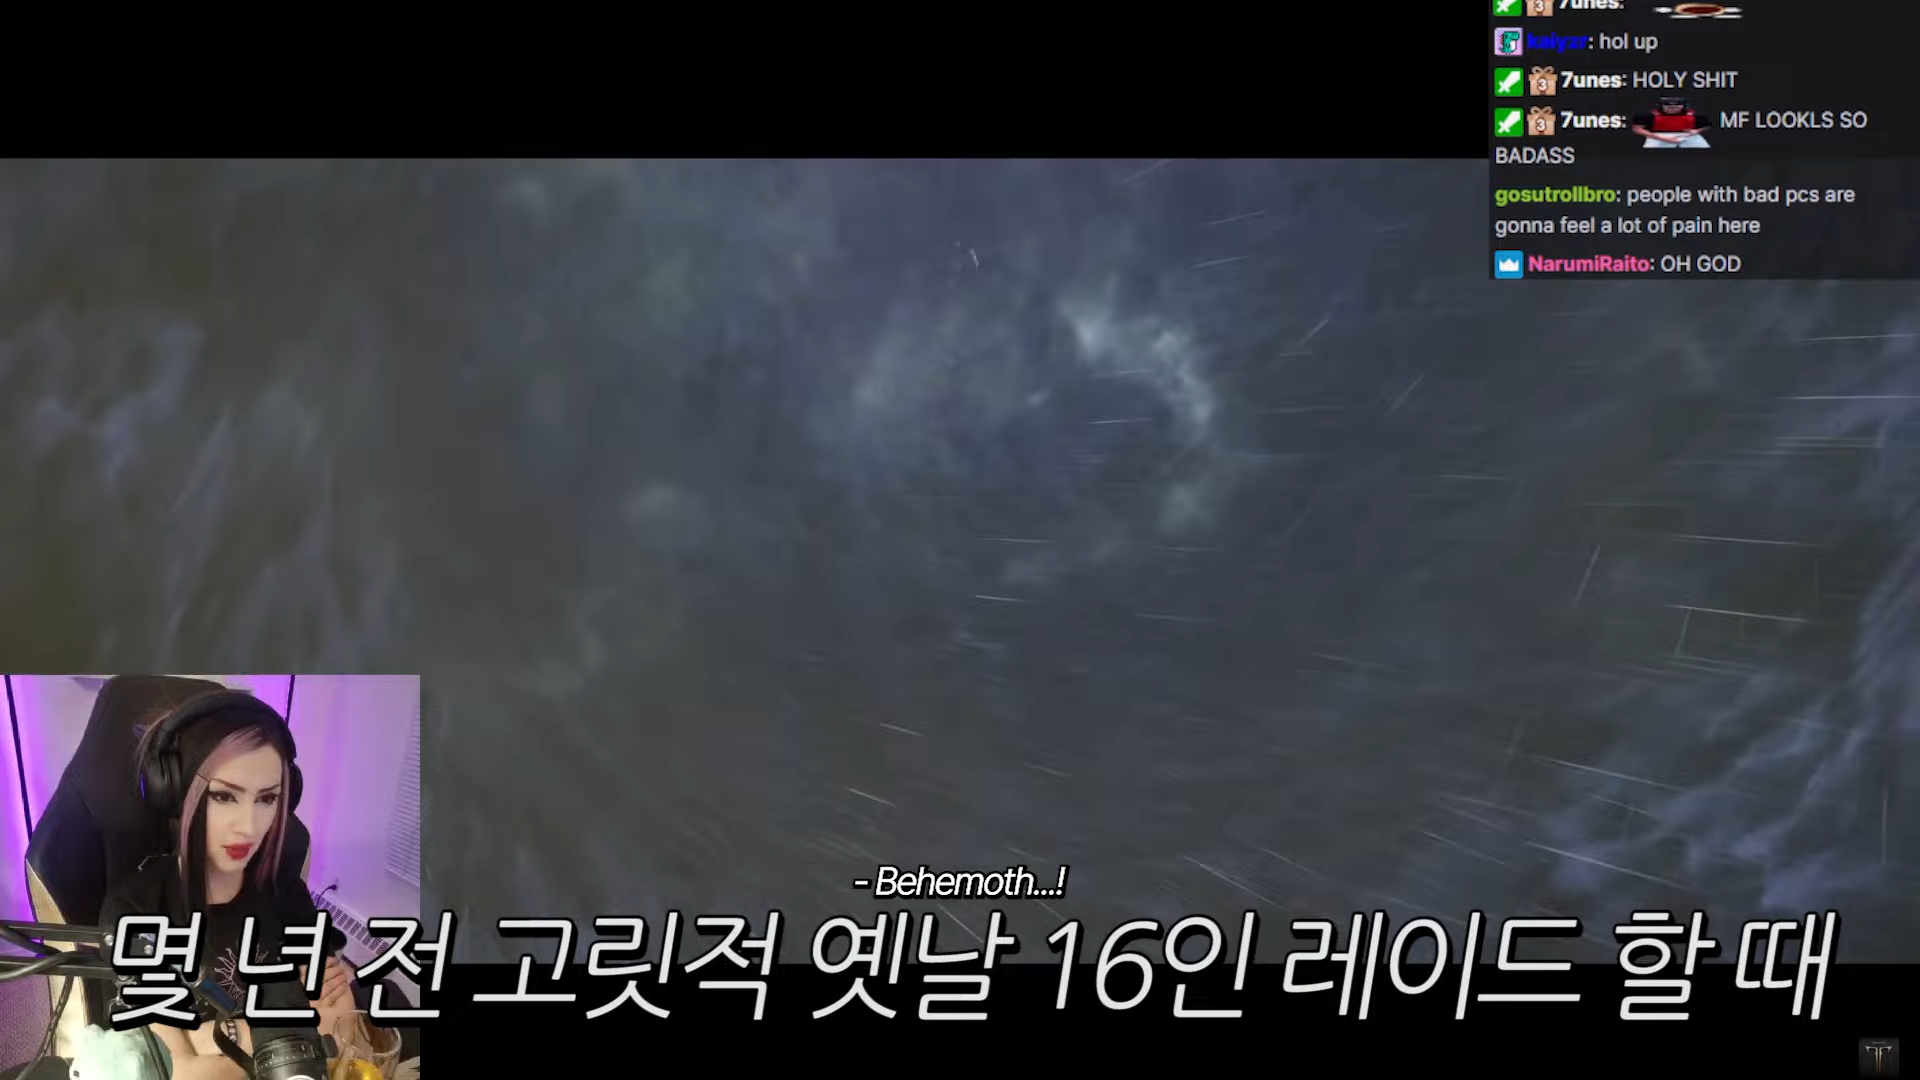 7unes:
kaiyzr: hol up
7unes: HOLY SHIT
7unes: MF LOOKLS SO
BADASS
gosutrollbro: people with bad pcs are
gonna feel a lot of pain here
NarumiRaito: OH GOD
- Behemoth...!
몇 년 전 고릿적 옛날 16인 레이드 할 때